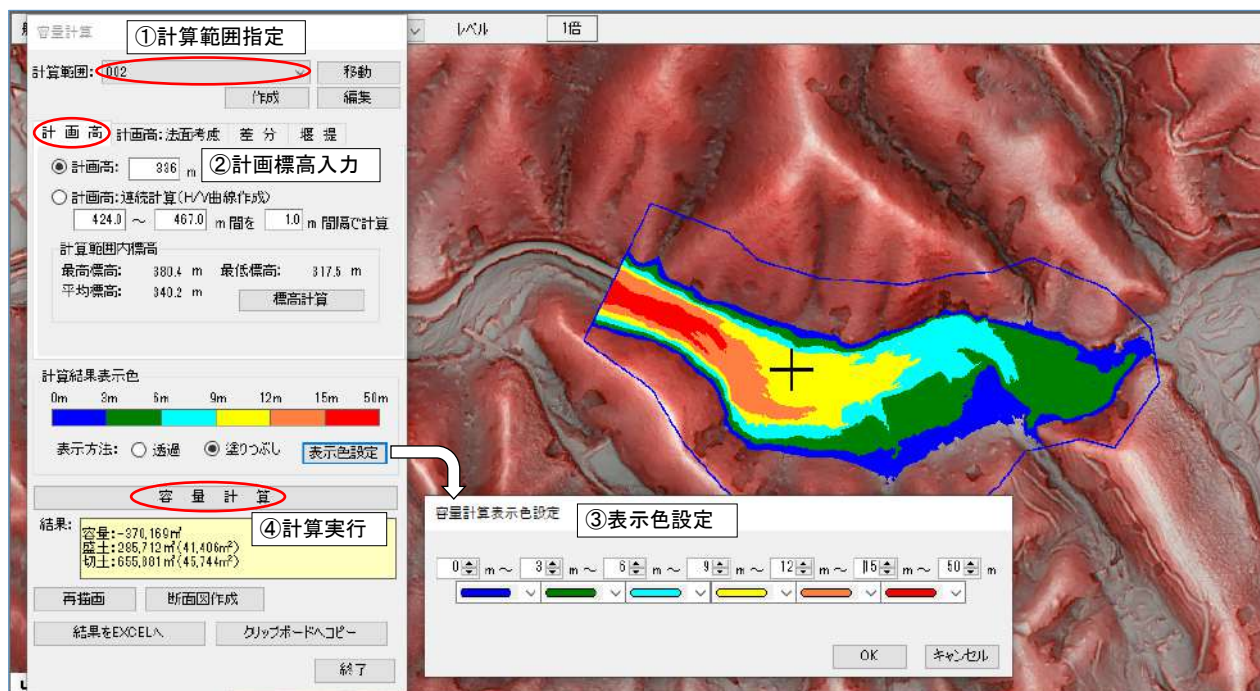 容量計算
①計算範囲指定
レベル 1倍
計算範囲: 002 移動
作成 編集
計 画 高 計画高:法面考慮 差 分 堰 堤
計画高: 336 m
②計画標高入力
計画高:連続計算(H/V曲線作成)
424.0 ～ 467.0 m間を 1.0 m間隔で計算
計算範囲内標高
最高標高: 380.4 m 最低標高: 317.5 m
平均標高: 340.2 m 標高計算
計算結果表示色
0m 3m 6m 9m 12m 15m 50m
表示方法: 透過 塗りつぶし 表示色設定
容 量 計 算
④計算実行
結果:
容量:-370,169㎥
盛土:285,712㎥(41,406㎡)
切土:655,881㎥(45,744㎡)
再描画 断面図作成
結果をEXCELへ クリップボードへコピー
終了
容量計算表示色設定
③表示色設定
0 m～ 3 m～ 6 m～ 9 m～ 12 m～ 15 m～ 50 m
OK キャンセル